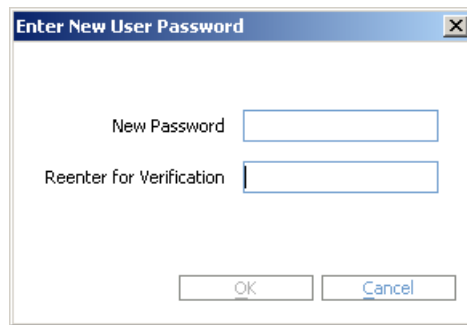 Enter New User Password
New Password
Reenter for Verification
OK Cancel